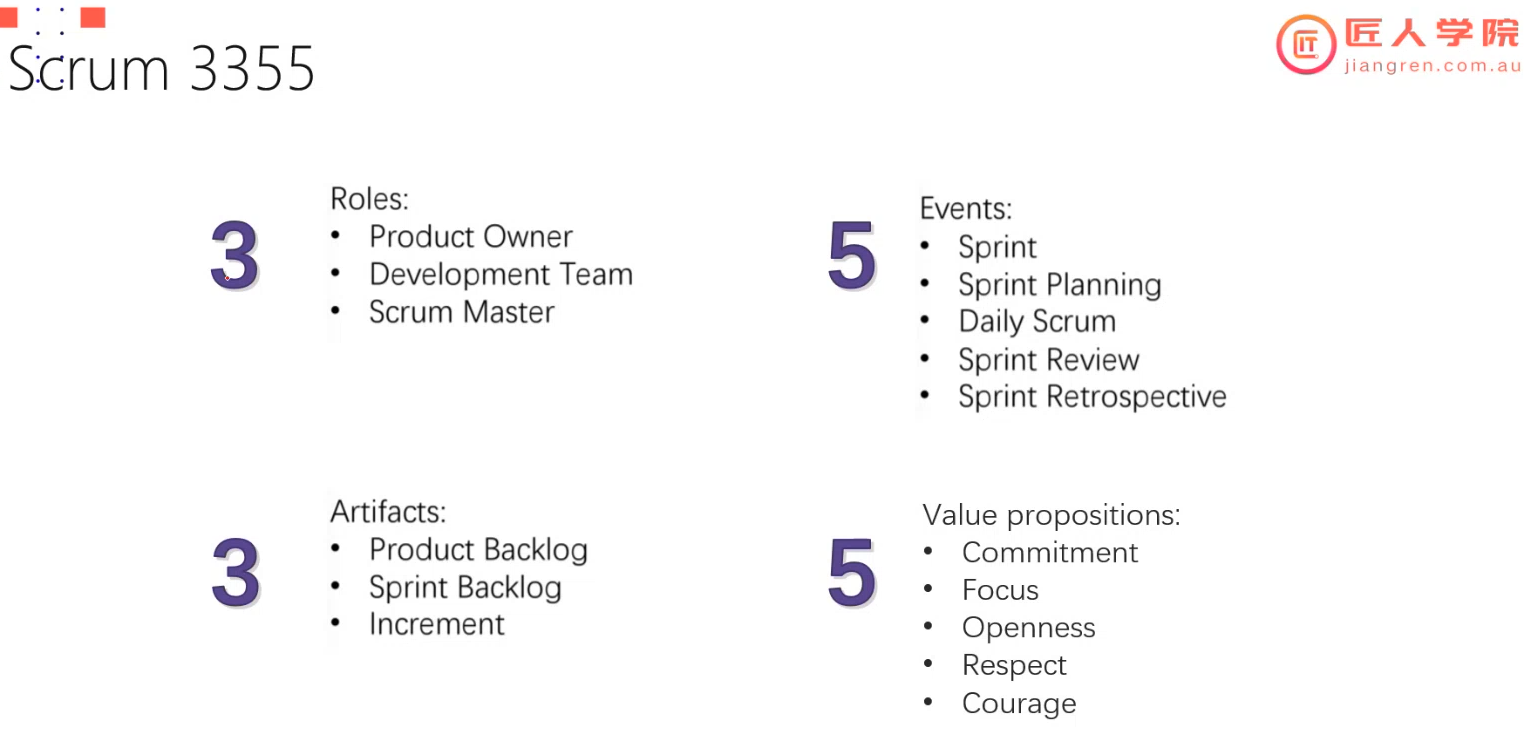 Scrum 3355
匠人学院
jiangren.com.au
3
Roles:
• Product Owner
• Development Team
• Scrum Master
5
Events:
• Sprint
• Sprint Planning
• Daily Scrum
• Sprint Review
• Sprint Retrospective
3
Artifacts:
• Product Backlog
• Sprint Backlog
• Increment
5
Value propositions:
• Commitment
• Focus
• Openness
• Respect
• Courage